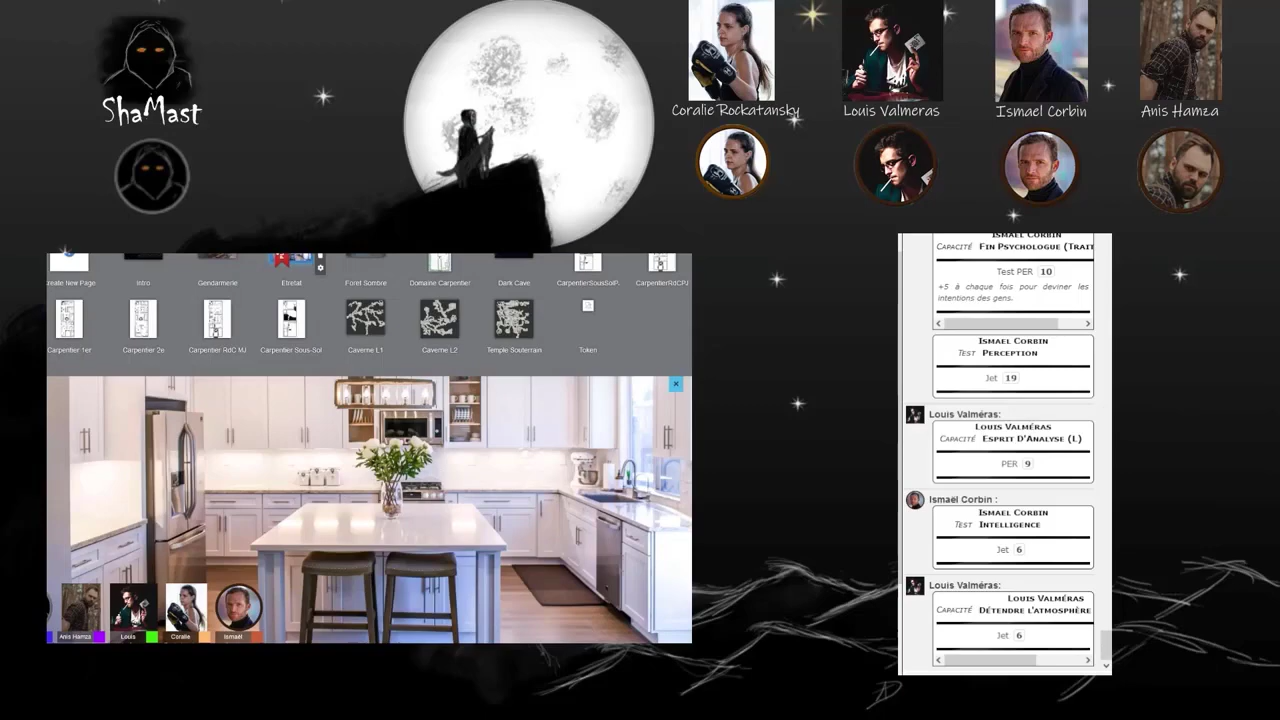 ShaMast
Coralie Rockatansky
Louis Valmeras
Ismael Corbin
Anis Hamza
reate New Page
Intro
Gendarmerie
Etretat
Foret Sombre
Domaine Carpentier
Dark Cave
CarpentierSousSolP.
CarpentierRdCPJ
Carpentier 1er
Carpentier 2e
Carpentier RdC MJ
Carpentier Sous-Sol
Caverne L1
Caverne L2
Temple Souterrain
Token
Anis Hamza
Louis
Coralie
Ismaël
Ismael Corbin
Capacité Fin Psychologue (Trait
Test PER 10
+5 à chaque fois pour deviner les
intentions des gens.
Ismael Corbin
Test Perception
Jet 19
Louis Valméras:
Louis Valméras
Capacité Esprit D'Analyse (L)
PER 9
Ismaël Corbin :
Ismael Corbin
Test Intelligence
Jet 6
Louis Valméras:
Louis Valméras
Capacité Détendre l'atmosphère
Jet 6